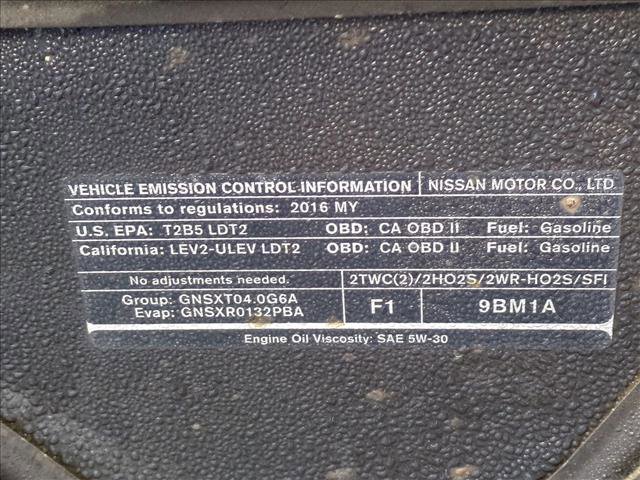 VEHICLE EMISSION CONTROL INFORMATION NISSAN MOTOR CO., LTD.
Conforms to regulations: 2016 MY
U.S. EPA: T2B5 LDT2 OBD: CA OBD II Fuel: Gasoline
California: LEV2-ULEV LDT2 OBD: CA OBD II Fuel: Gasoline
No adjustments needed. 2TWC(2)/2HO2S/2WR-HO2S/SFI
Group: GNSXT04.0G6A
Evap: GNSXR0132PBA F1 9BM1A
Engine Oil Viscosity: SAE 5W-30